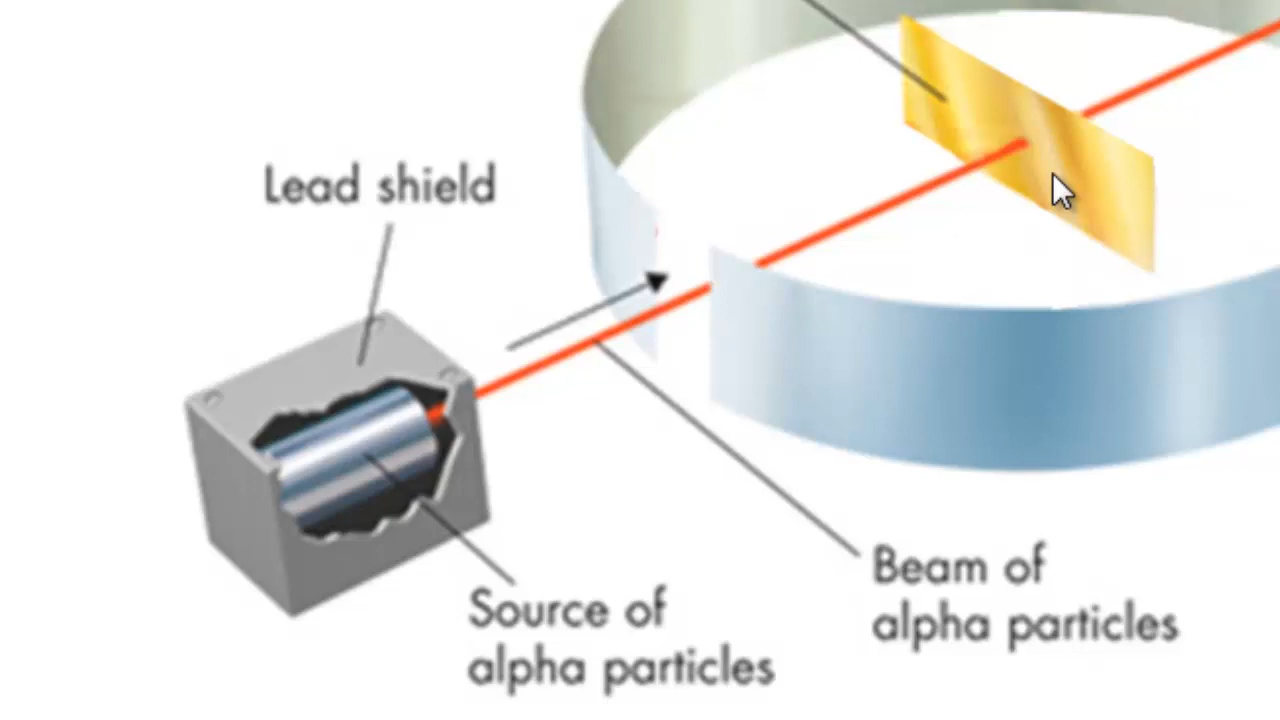 Lead shield
Source of
alpha particles
Beam of
alpha particles